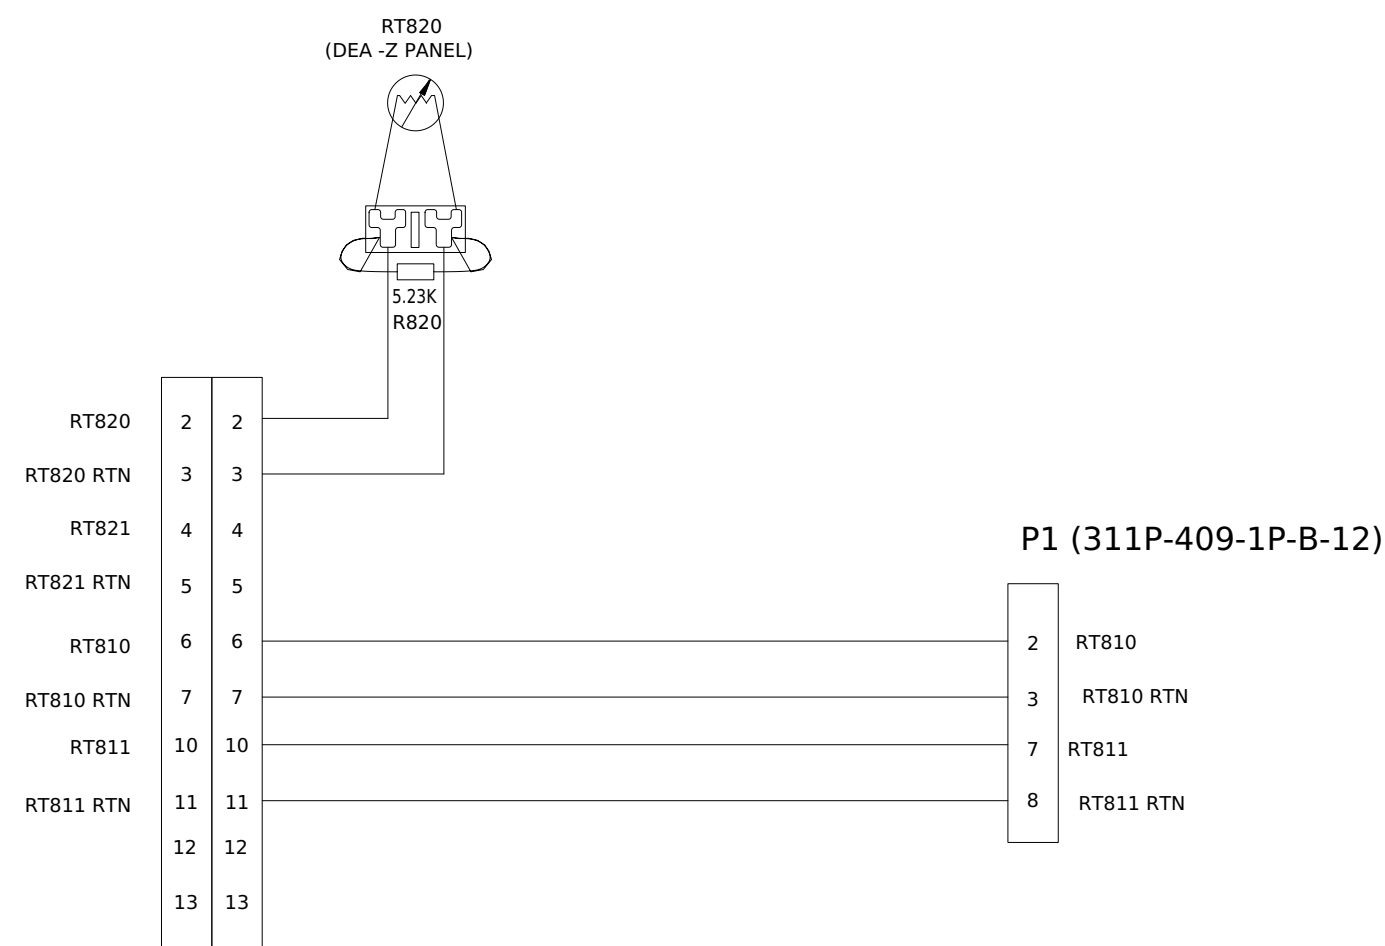 RT820
(DEA -Z PANEL)
5.23K
R820
RT820 2 2
RT820 RTN 3 3
RT821 4 4
P1 (311P-409-1P-B-12)
RT821 RTN 5 5
RT810 6 6 2 RT810
RT810 RTN 7 7 3 RT810 RTN
RT811 10 10 7 RT811
RT811 RTN 11 11 8 RT811 RTN
12 12
13 13